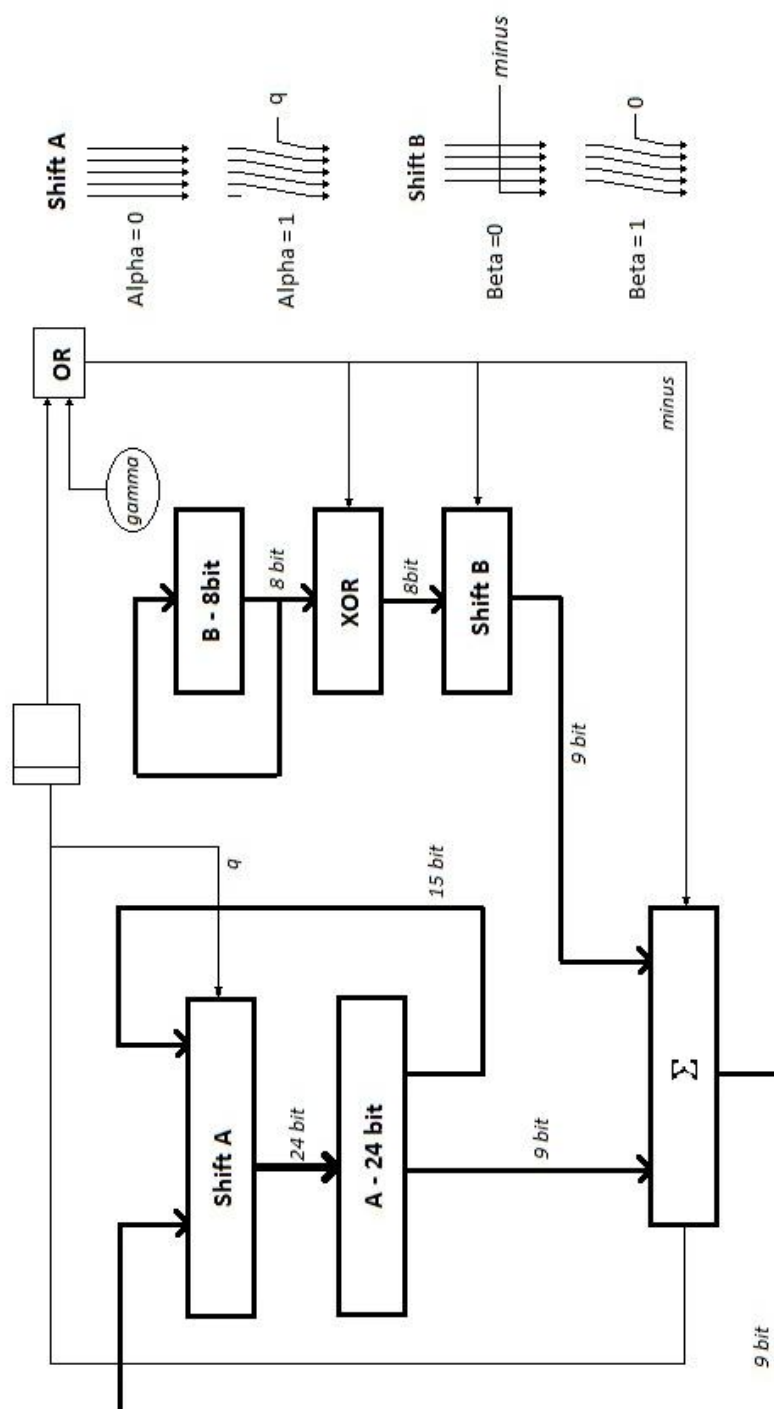 OR
gamma
B - 8bit
8 bit
XOR
8bit
Shift B
9 bit
minus
q
15 bit
Shift A
24 bit
A - 24 bit
9 bit
Σ
9 bit
Shift A
Alpha = 0
Alpha = 1
q
Shift B
Beta =0
minus
Beta = 1
0